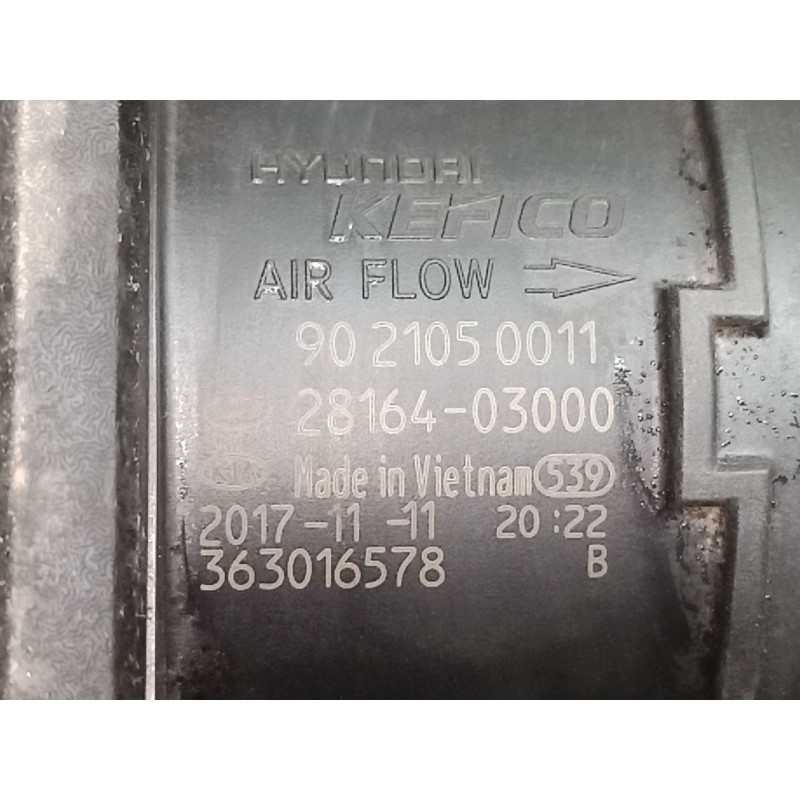 HYUNDAI
KEFICO
AIR FLOW
90 2105 0011
28164-03000
KIA Made in Vietnam 539
2017-11 -11 20:22
363016578 B